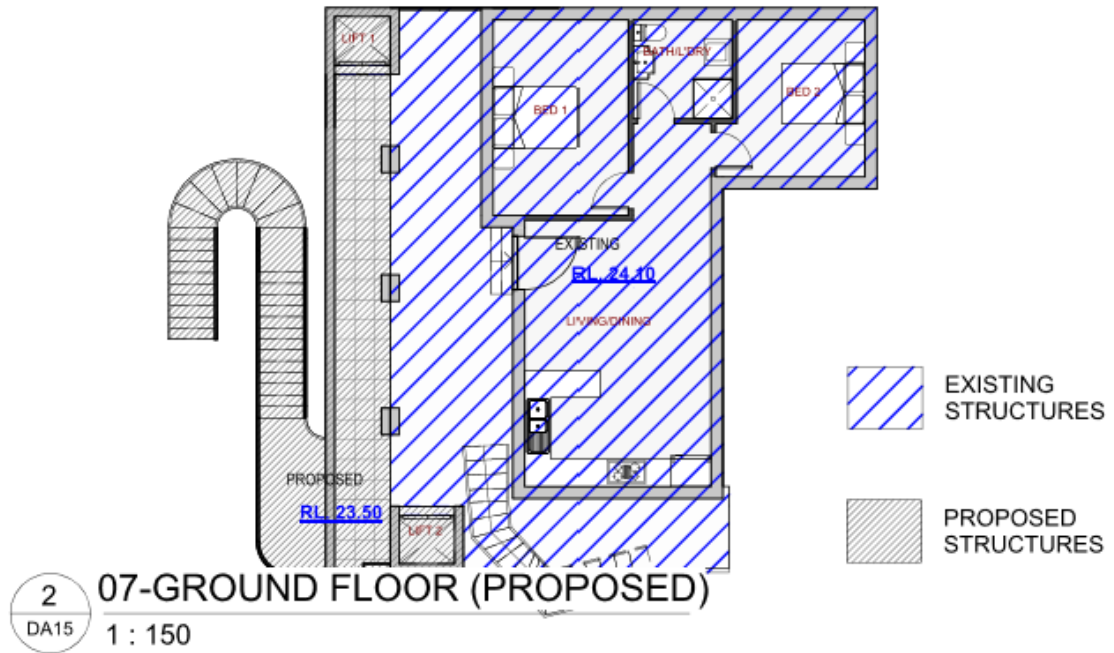 LIFT 1
BATH/L'DRY
BED 1
BED 2
EXISTING
RL. 24.10
LIVING/DINING
EXISTING
STRUCTURES
PROPOSED
RL. 23.50
LIFT 2
PROPOSED
STRUCTURES
2
DA15
07-GROUND FLOOR (PROPOSED)
1 : 150